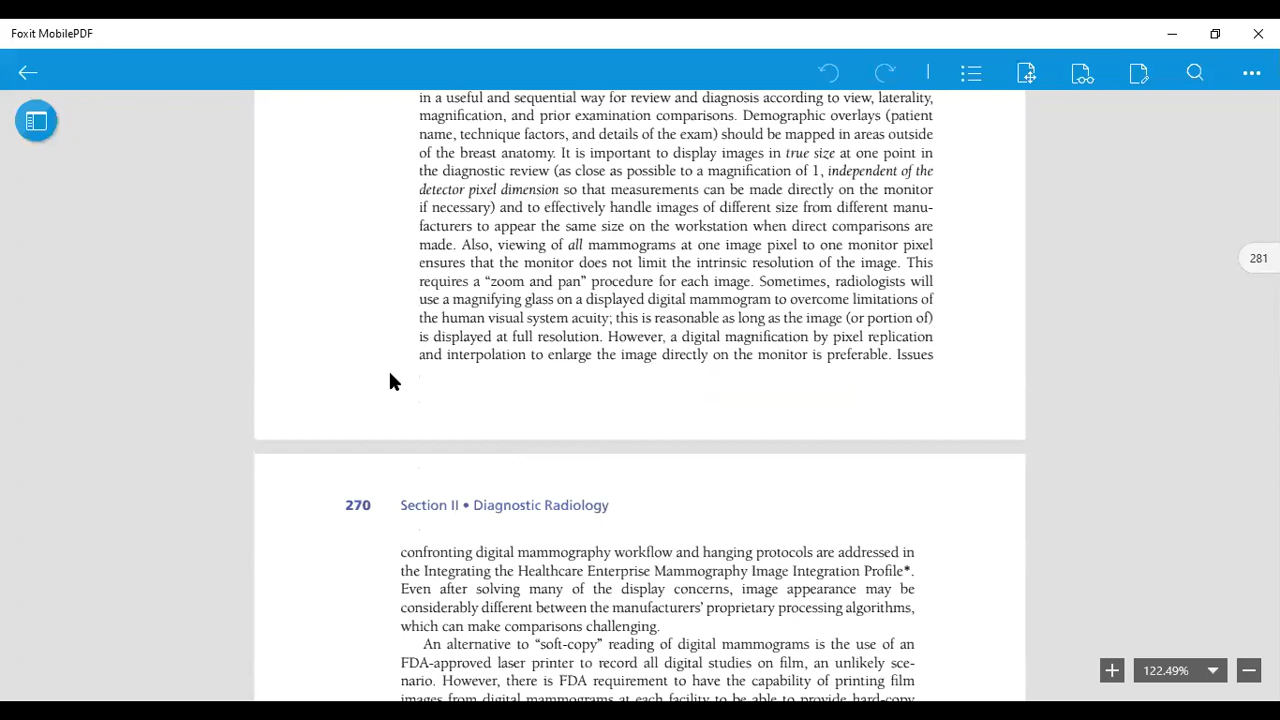 Foxit MobilePDF
in a useful and sequential way for review and diagnosis according to view, laterality,
magnification, and prior examination comparisons. Demographic overlays (patient
name, technique factors, and details of the exam) should be mapped in areas outside
of the breast anatomy. It is important to display images in true size at one point in
the diagnostic review (as close as possible to a magnification of 1, independent of the
detector pixel dimension so that measurements can be made directly on the monitor
if necessary) and to effectively handle images of different size from different manu-
facturers to appear the same size on the workstation when direct comparisons are
made. Also, viewing of all mammograms at one image pixel to one monitor pixel
ensures that the monitor does not limit the intrinsic resolution of the image. This
requires a “zoom and pan” procedure for each image. Sometimes, radiologists will
use a magnifying glass on a displayed digital mammogram to overcome limitations of
the human visual system acuity; this is reasonable as long as the image (or portion of)
is displayed at full resolution. However, a digital magnification by pixel replication
and interpolation to enlarge the image directly on the monitor is preferable. Issues
281
270 Section II • Diagnostic Radiology
confronting digital mammography workflow and hanging protocols are addressed in
the Integrating the Healthcare Enterprise Mammography Image Integration Profile*.
Even after solving many of the display concerns, image appearance may be
considerably different between the manufacturers’ proprietary processing algorithms,
which can make comparisons challenging.
An alternative to “soft-copy” reading of digital mammograms is the use of an
FDA-approved laser printer to record all digital studies on film, an unlikely sce-
nario. However, there is FDA requirement to have the capability of printing film
images from digital mammograms at each facility to be able to provide hard-copy
122.49%